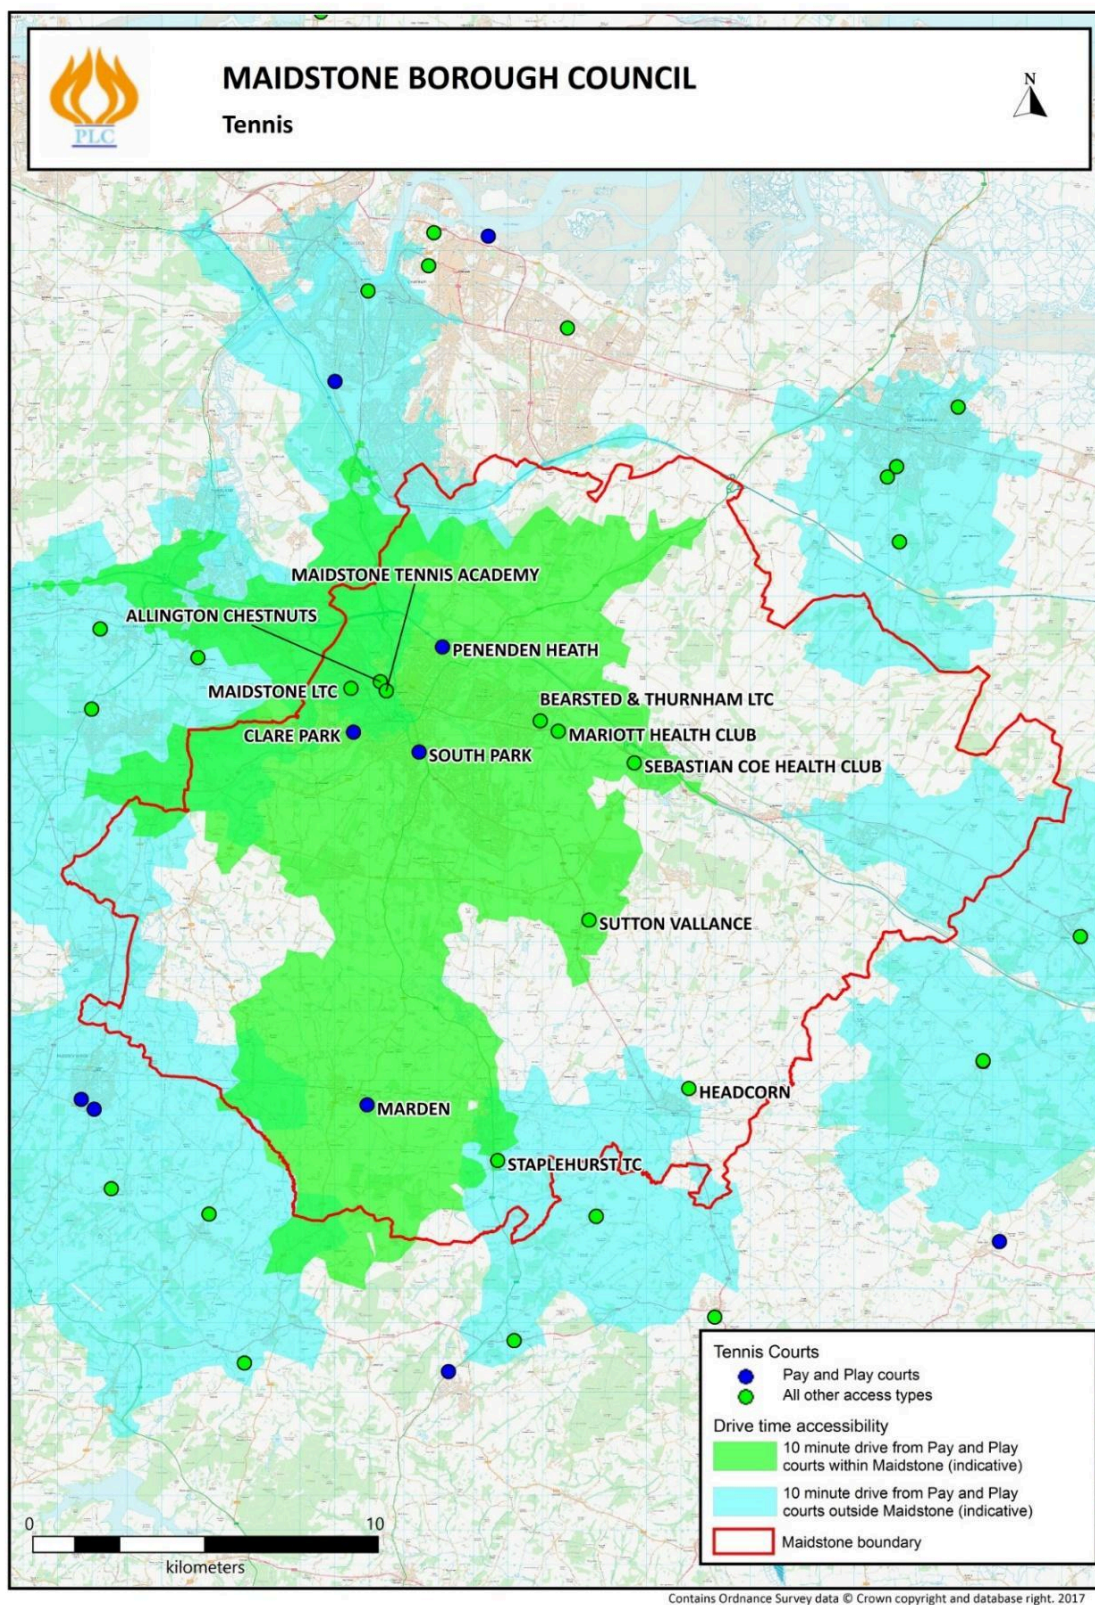 MAIDSTONE BOROUGH COUNCIL
Tennis
PLC
N
MAIDSTONE TENNIS ACADEMY
ALLINGTON CHESTNUTS
PENENDEN HEATH
MAIDSTONE LTC
BEARSTED & THURNHAM LTC
CLARE PARK
MARIOTT HEALTH CLUB
SOUTH PARK
SEBASTIAN COE HEALTH CLUB
SUTTON VALLANCE
HEADCORN
MARDEN
STAPLEHURST TC
Tennis Courts
Pay and Play courts
All other access types
Drive time accessibility
10 minute drive from Pay and Play
courts within Maidstone (indicative)
10 minute drive from Pay and Play
courts outside Maidstone (indicative)
Maidstone boundary
0 10
kilometers
Contains Ordnance Survey data © Crown copyright and database right. 2017